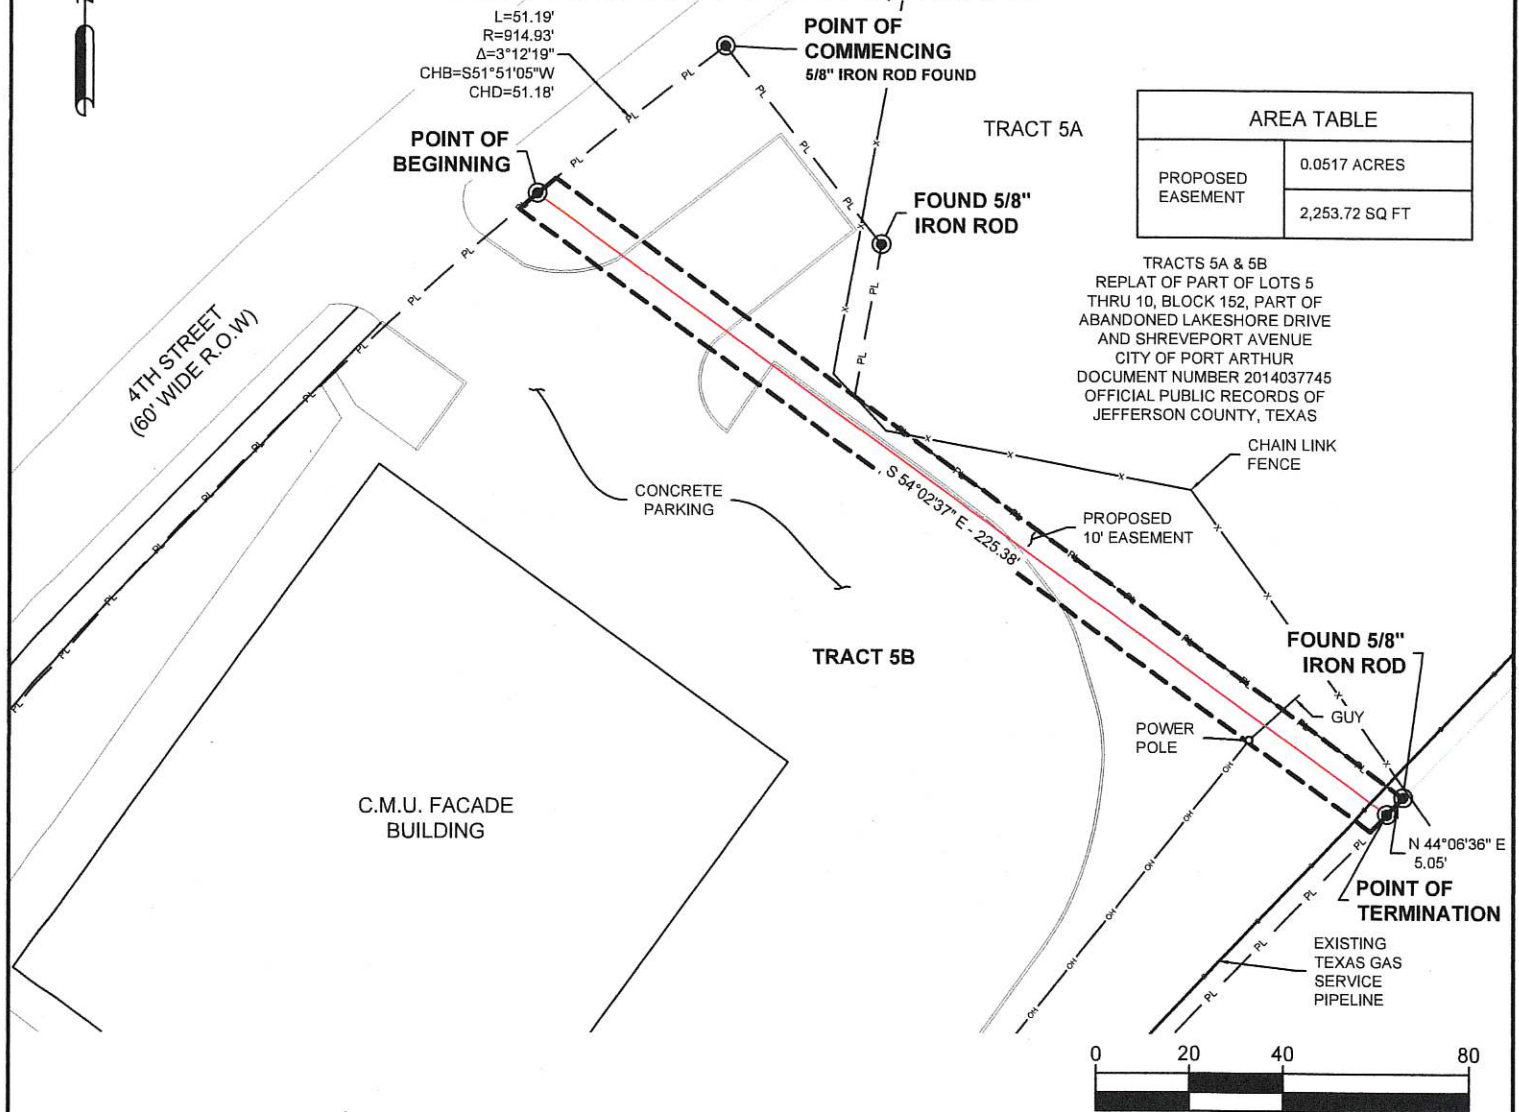 L=51.19'
R=914.93'
Δ=3°12'19"
CHB=S51°51'05"W
CHD=51.18'
POINT OF
COMMENCING
5/8" IRON ROD FOUND
POINT OF
BEGINNING
TRACT 5A
FOUND 5/8"
IRON ROD
AREA TABLE
PROPOSED
EASEMENT
0.0517 ACRES
2,253.72 SQ FT
TRACTS 5A & 5B
REPLAT OF PART OF LOTS 5
THRU 10, BLOCK 152, PART OF
ABANDONED LAKESHORE DRIVE
AND SHREVEPORT AVENUE
CITY OF PORT ARTHUR
DOCUMENT NUMBER 2014037745
OFFICIAL PUBLIC RECORDS OF
JEFFERSON COUNTY, TEXAS
4TH STREET
(60' WIDE R.O.W)
CHAIN LINK
FENCE
CONCRETE
PARKING
S 54°02'37" E - 225.38'
PROPOSED
10' EASEMENT
TRACT 5B
FOUND 5/8"
IRON ROD
GUY
POWER
POLE
C.M.U. FACADE
BUILDING
N 44°06'36" E
5.05'
POINT OF
TERMINATION
EXISTING
TEXAS GAS
SERVICE
PIPELINE
0 20 40 80